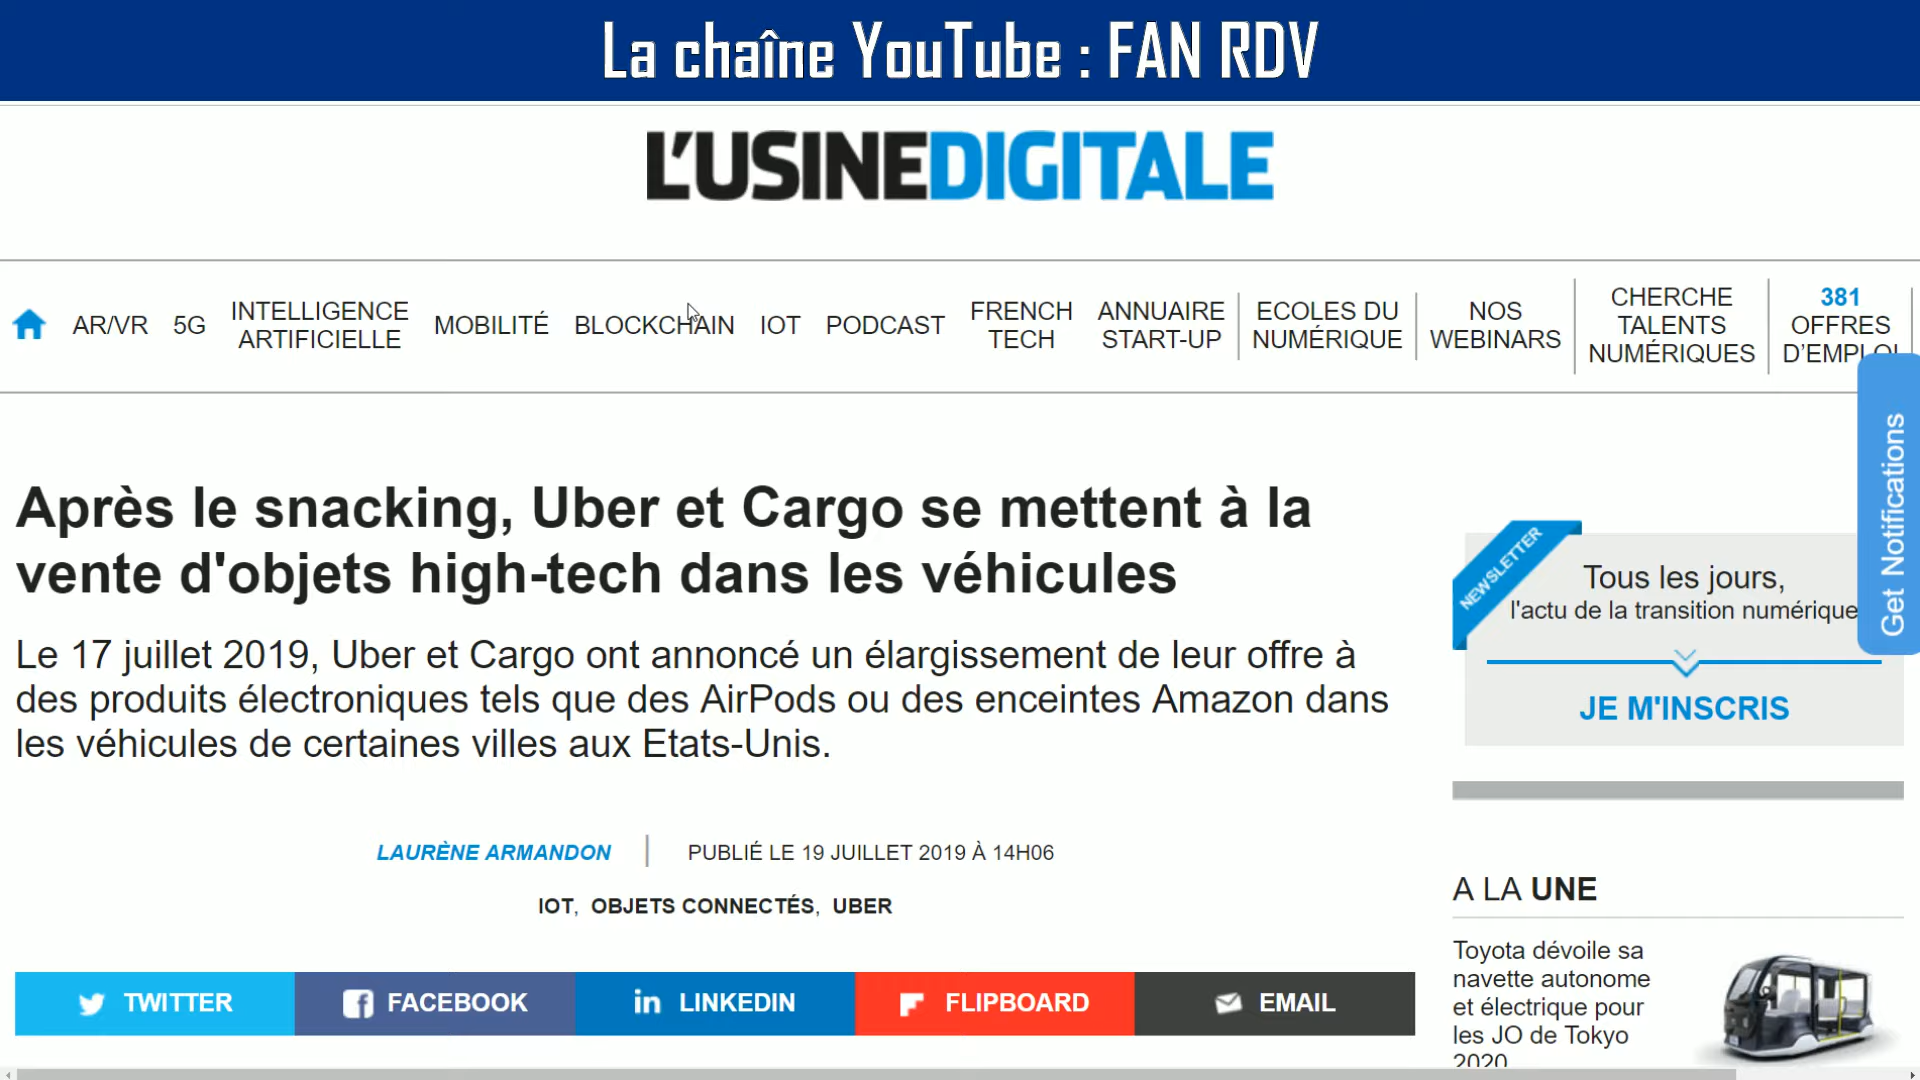 La chaîne YouTube : FAN RDV
L'USINEDIGITALE
AR/VR
5G
INTELLIGENCE
ARTIFICIELLE
MOBILITÉ
BLOCKCHAIN
IOT
PODCAST
FRENCH
TECH
ANNUAIRE
START-UP
ECOLES DU
NUMÉRIQUE
NOS
WEBINARS
CHERCHE
TALENTS
NUMÉRIQUES
381
OFFRES
D'EMPLOI
Get Notifications
Après le snacking, Uber et Cargo se mettent à la
vente d'objets high-tech dans les véhicules
Le 17 juillet 2019, Uber et Cargo ont annoncé un élargissement de leur offre à
des produits électroniques tels que des AirPods ou des enceintes Amazon dans
les véhicules de certaines villes aux Etats-Unis.
LAURÈNE ARMANDON | PUBLIÉ LE 19 JUILLET 2019 À 14H06
IOT, OBJETS CONNECTÉS, UBER
TWITTER
FACEBOOK
LINKEDIN
FLIPBOARD
EMAIL
NEWSLETTER
Tous les jours,
l'actu de la transition numérique
JE M'INSCRIS
A LA UNE
Toyota dévoile sa
navette autonome
et électrique pour
les JO de Tokyo
2020